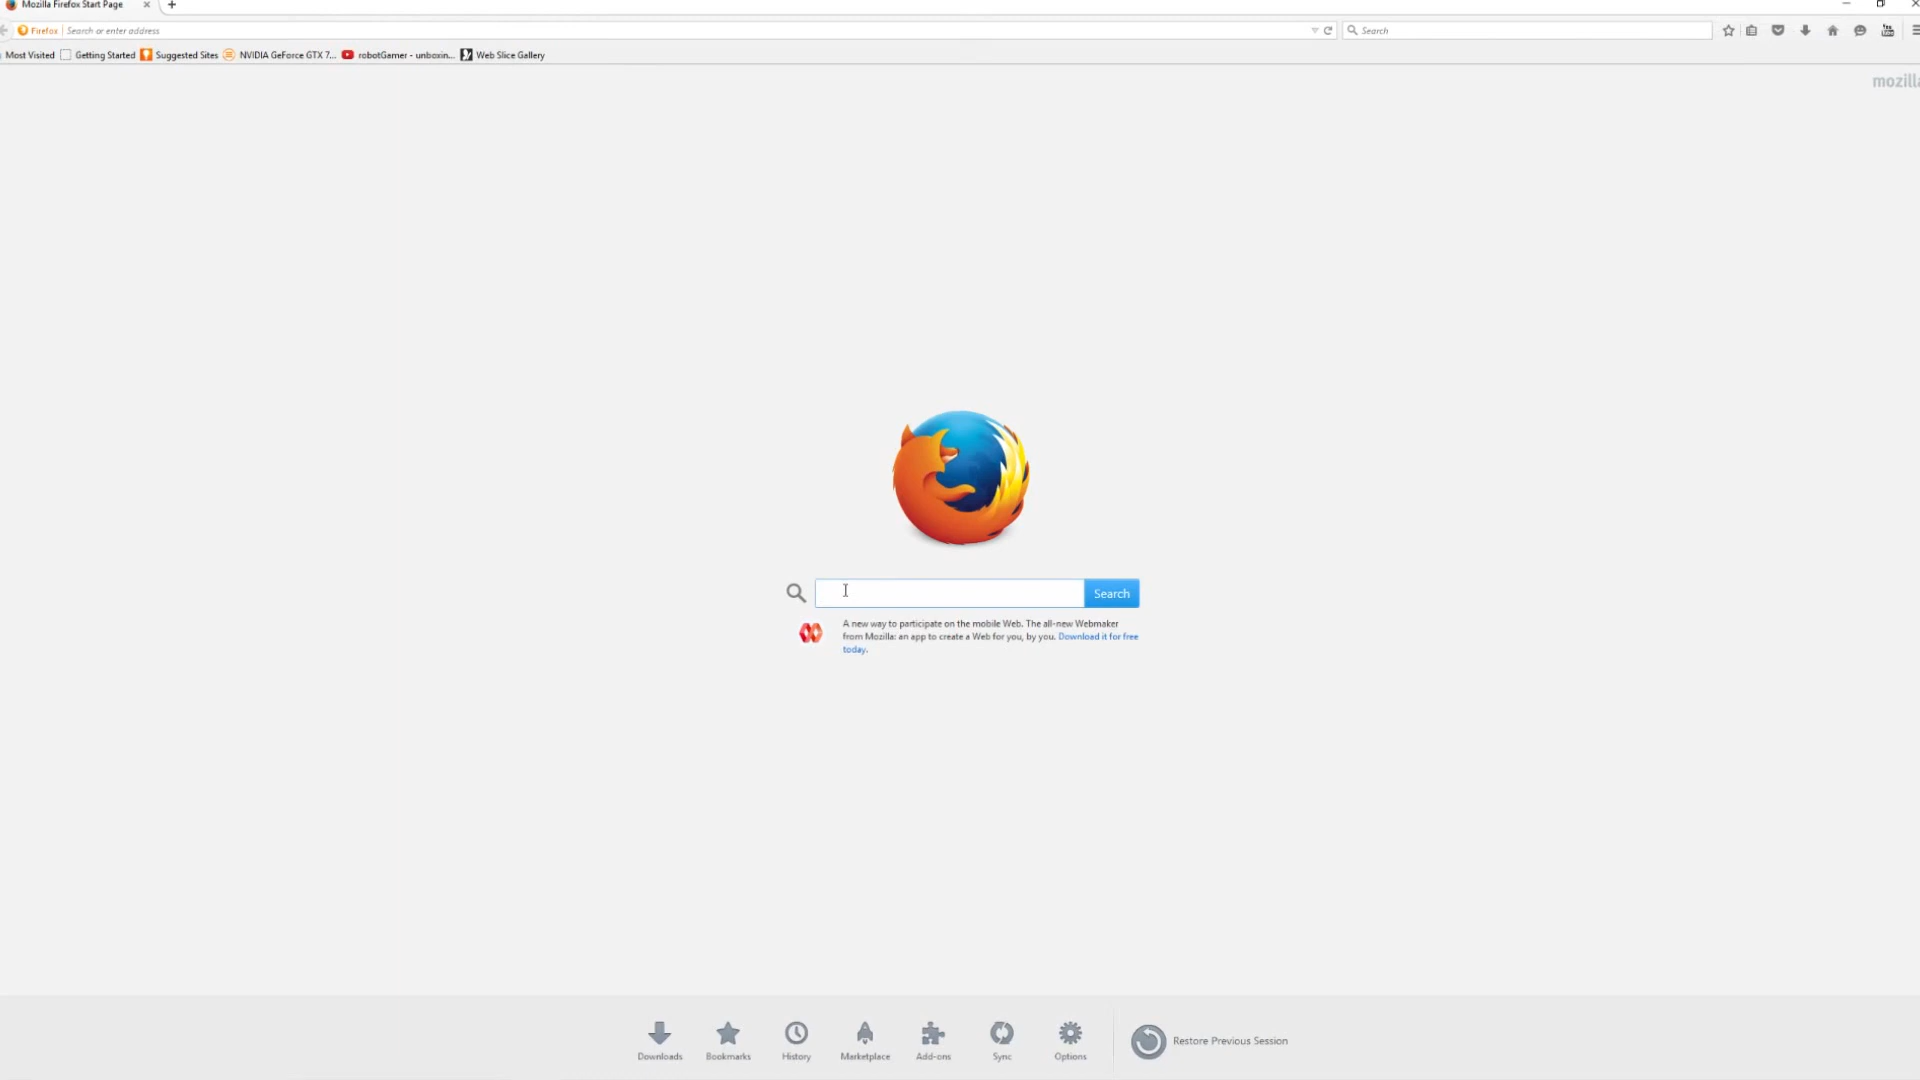 Mozilla Firefox Start Page
Firefox Search or enter address
Search
Most Visited Getting Started Suggested Sites NVIDIA GeForce GTX 7... robotGamer - unboxin... Web Slice Gallery
mozilla
Search
A new way to participate on the mobile Web. The all-new Webmaker
from Mozilla: an app to create a Web for you, by you. Download it for free
today.
Downloads Bookmarks History Marketplace Add-ons Sync Options Restore Previous Session